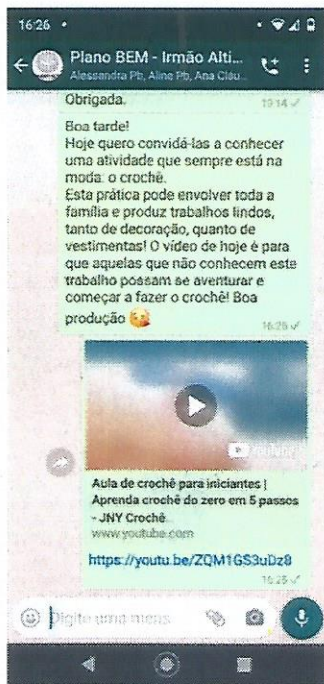 16:26
Plano BEM - Irmão Alti...
Alessandra Pb, Aline Pb, Ana Cláu...
Obrigada.
19:14
Boa tarde!
Hoje quero convidá-las a conhecer
uma atividade que sempre está na
moda: o crochê.
Esta prática pode envolver toda a
família e produz trabalhos lindos,
tanto de decoração, quanto de
vestimentas! O vídeo de hoje é para
que aquelas que não conhecem este
trabalho possam se aventurar e
começar a fazer o crochê! Boa
produção 🥰
16:25
YouTube
Aula de crochê para iniciantes |
Aprenda crochê do zero em 5 passos
- JNY Crochê
www.youtube.com
https://youtu.be/ZQM1GS3uDz8
16:25
Digite uma mens